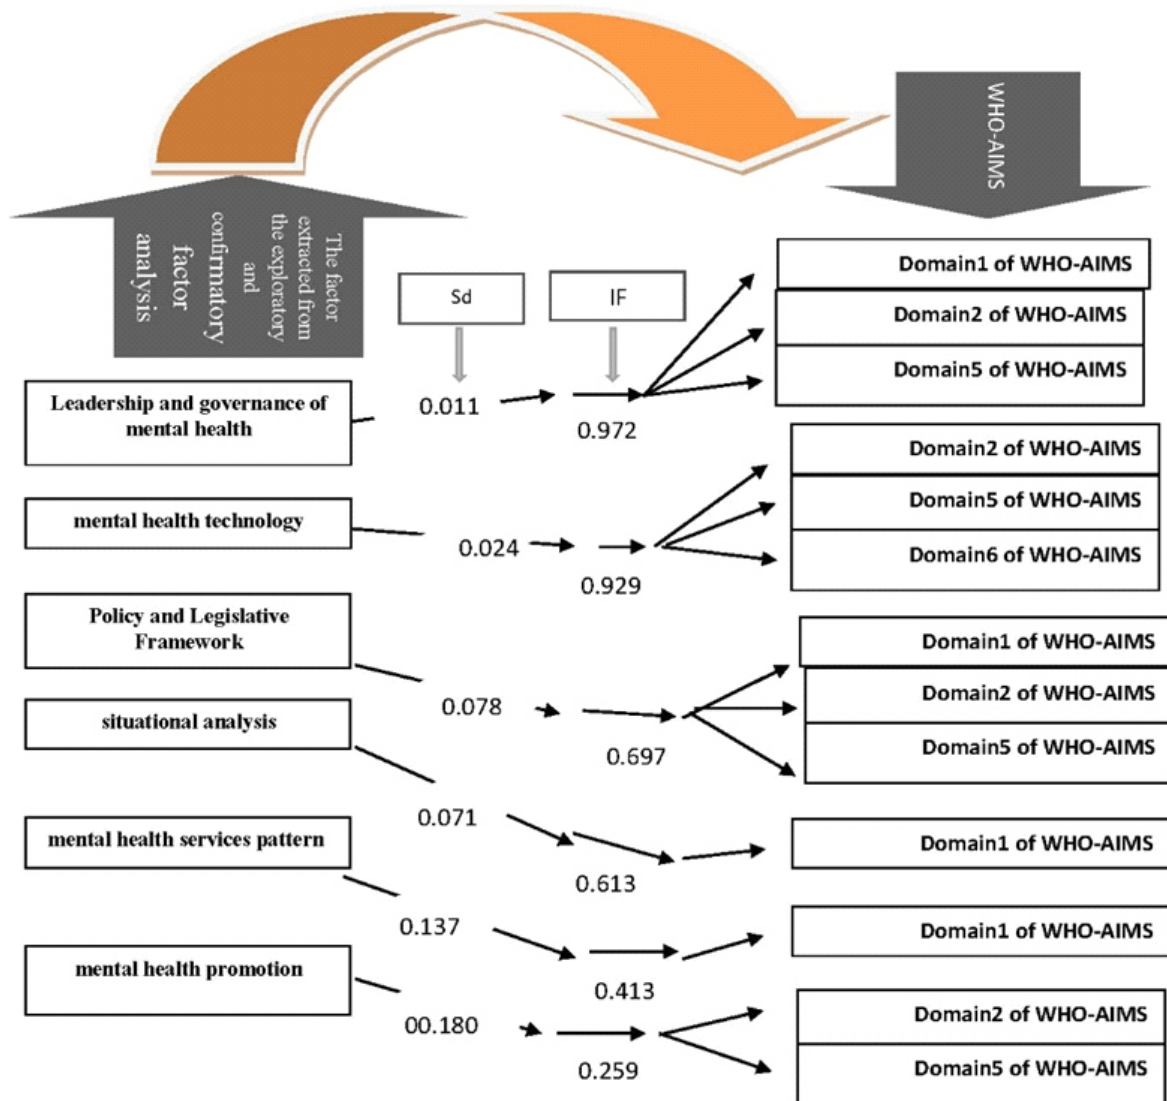 WHO-AIMS
The factor
extracted from
the exploratory
and
confirmatory
factor
analysis
Sd
IF
Domain1 of WHO-AIMS
Domain2 of WHO-AIMS
Domain5 of WHO-AIMS
Leadership and governance of
mental health
0.011
0.972
Domain2 of WHO-AIMS
mental health technology
Domain5 of WHO-AIMS
0.024
Domain6 of WHO-AIMS
0.929
Policy and Legislative
Framework
Domain1 of WHO-AIMS
0.078
Domain2 of WHO-AIMS
situational analysis
0.697
Domain5 of WHO-AIMS
0.071
mental health services pattern
Domain1 of WHO-AIMS
0.613
0.137
Domain1 of WHO-AIMS
mental health promotion
0.413
Domain2 of WHO-AIMS
00.180
0.259
Domain5 of WHO-AIMS